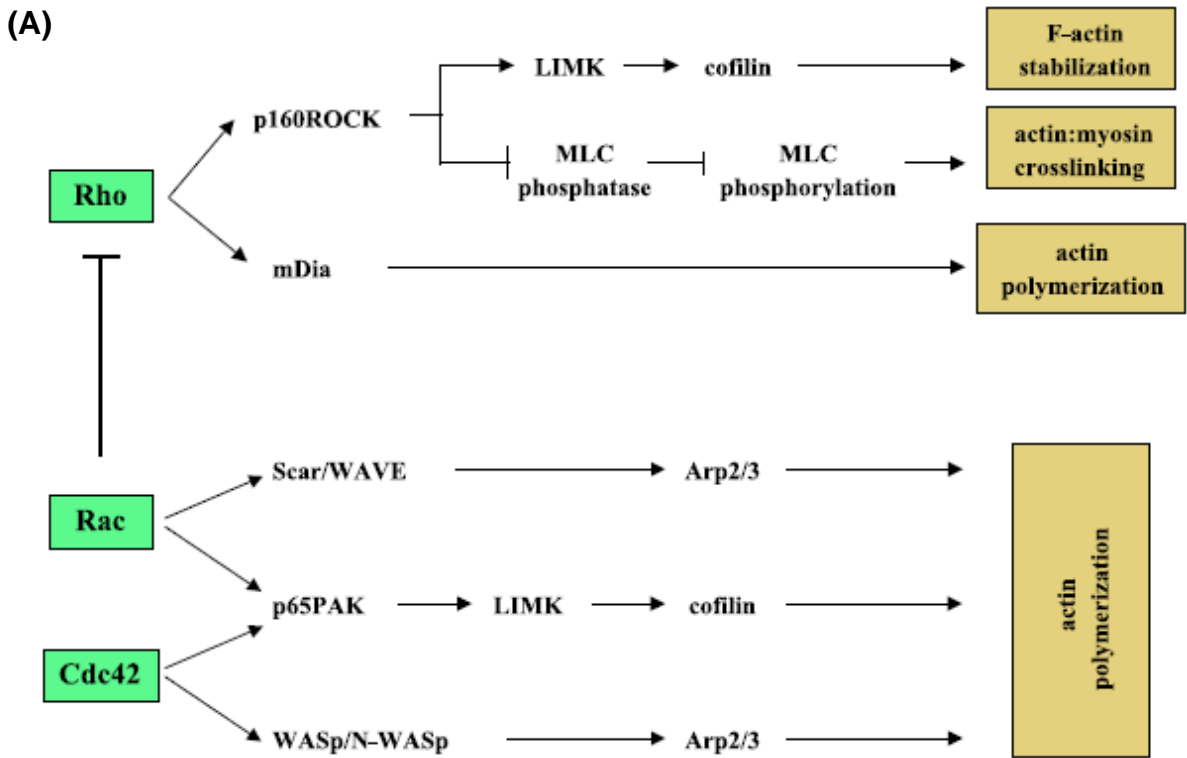 (A)
F-actin
stabilization
LIMK
cofilin
p160ROCK
actin:myosin
crosslinking
MLC
phosphatase
MLC
phosphorylation
Rho
mDia
actin
polymerization
Scar/WAVE
Arp2/3
Rac
p65PAK
LIMK
cofilin
actin
polymerization
Cdc42
WASp/N-WASp
Arp2/3